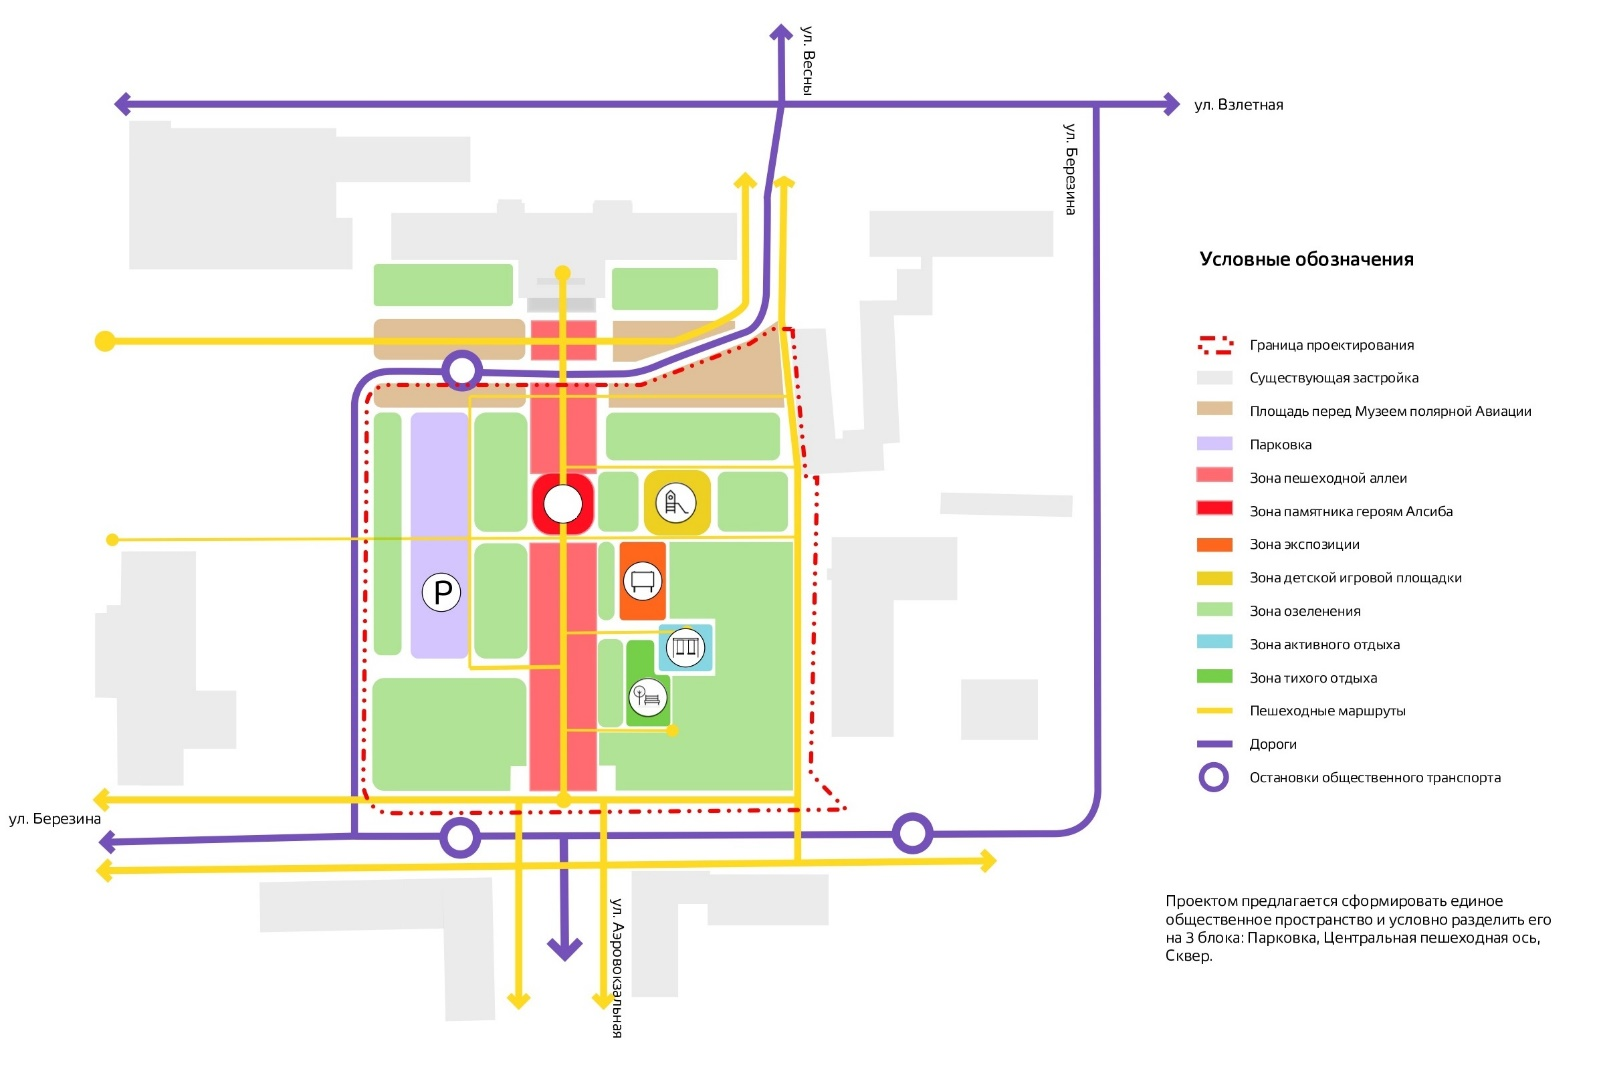 ул. Весны
ул. Взлетная
ул. Березина
Условные обозначения
Граница проектирования
Существующая застройка
Площадь перед Музеем полярной Авиации
Парковка
Зона пешеходной аллеи
Зона памятника героям Алсиба
Зона экспозиции
Зона детской игровой площадки
Зона озеленения
Зона активного отдыха
Зона тихого отдыха
Пешеходные маршруты
Дороги
Остановки общественного транспорта
P
ул. Березина
ул. Аэровокзальная
Проектом предлагается сформировать единое
общественное пространство и условно разделить его
на 3 блока: Парковка, Центральная пешеходная ось,
Сквер.